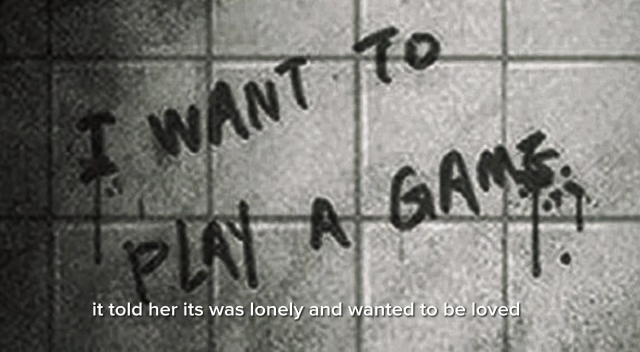 I WANT TO
PLAY A GAME
it told her its was lonely and wanted to be loved